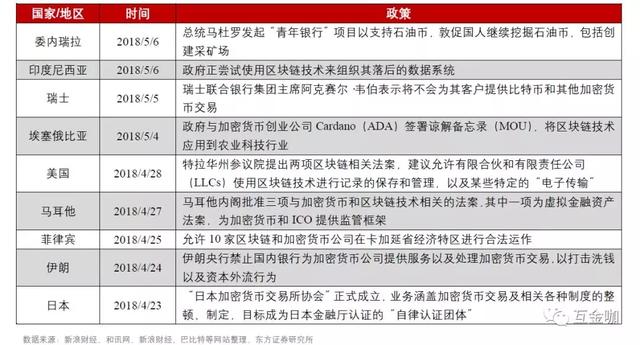 国家/地区 时间 政策
委内瑞拉 2018/5/6 总统马杜罗发起“青年银行”项目以支持石油币，敦促国人继续挖掘石油币，包括创
建采矿场
印度尼西亚 2018/5/6 政府正尝试使用区块链技术来组织其落后的数据系统
瑞士 2018/5/5 瑞士联合银行集团主席阿克赛尔·韦伯表示将不会为其客户提供比特币和其他加密货
币交易
埃塞俄比亚 2018/5/4 政府与加密货币创业公司 Cardano（ADA）签署谅解备忘录（MOU），将区块链技术
应用到农业科技行业
美国 2018/4/28 特拉华州参议院提出两项区块链相关法案，建议允许有限合伙和有限责任公司
（LLCs）使用区块链技术进行记录的保存和管理，以及某些特定的“电子传输”
马耳他 2018/4/27 马耳他内阁批准三项与加密货币和区块链技术相关的法案，其中一项为虚拟金融资产
法案，为加密货币和 ICO 提供监管框架
菲律宾 2018/4/25 允许 10 家区块链和加密货币公司在卡加延省经济特区进行合法运作
伊朗 2018/4/24 伊朗央行禁止国内银行为加密货币公司提供服务以及处理加密货币交易，以打击洗钱
以及资本外流行为
日本 2018/4/23 “日本加密货币交易所协会”正式成立，业务涵盖加密货币交易及相关各种制度的整
顿、制定，目标成为日本金融厅认证的“自律认证团体”
数据来源：新浪财经、和讯网、新浪财经、巴比特等网站整理，东方证券研究所
互金咖